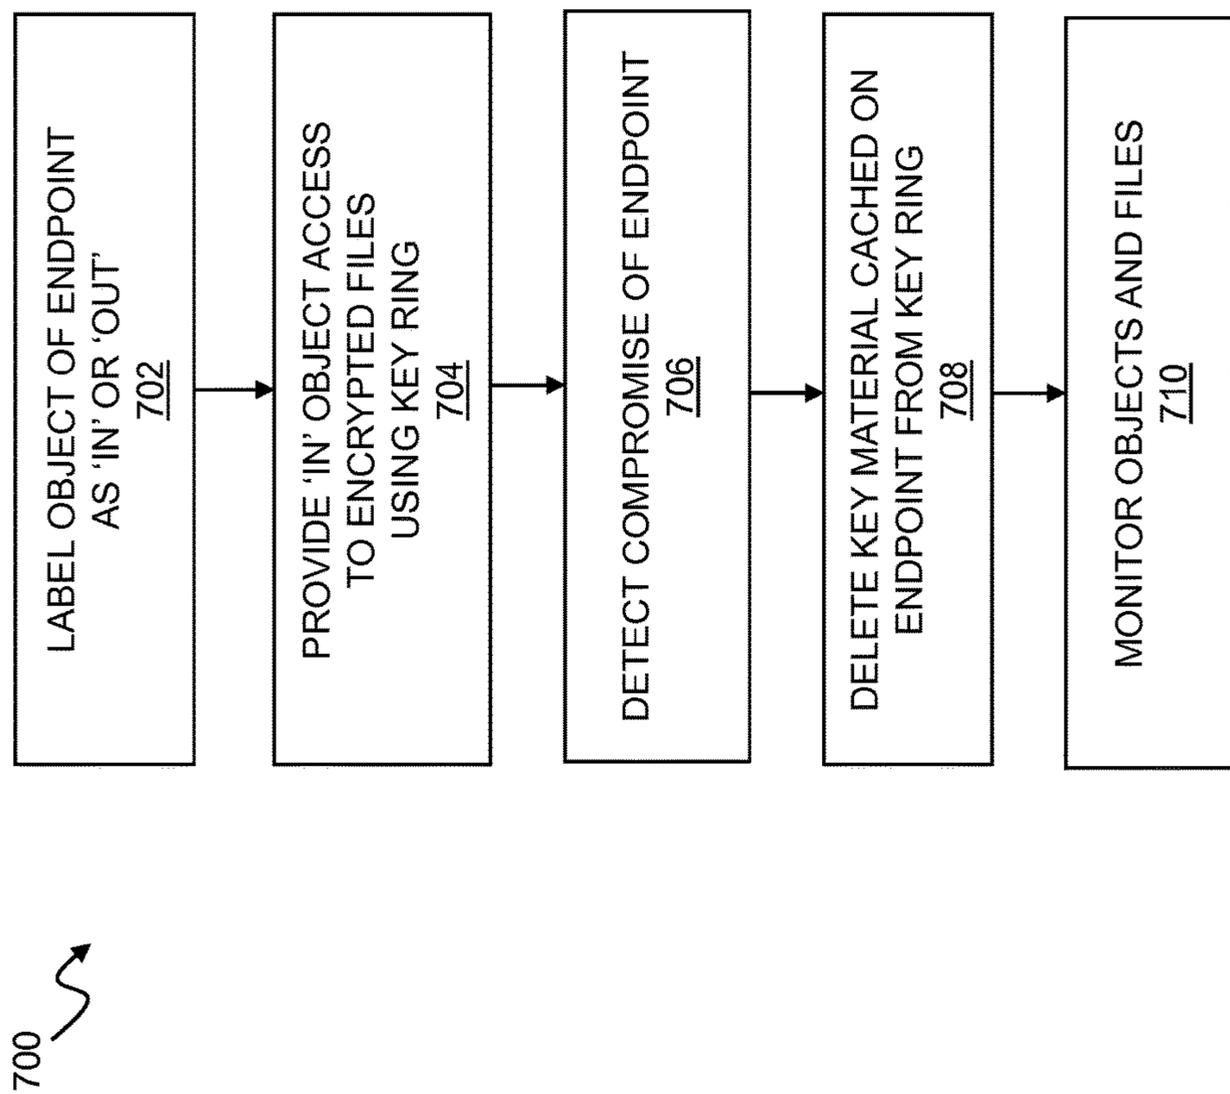 700
LABEL OBJECT OF ENDPOINT
AS ‘IN’ OR ‘OUT’
702
PROVIDE ‘IN’ OBJECT ACCESS
TO ENCRYPTED FILES
USING KEY RING
704
DETECT COMPROMISE OF ENDPOINT
706
DELETE KEY MATERIAL CACHED ON
ENDPOINT FROM KEY RING
708
MONITOR OBJECTS AND FILES
710